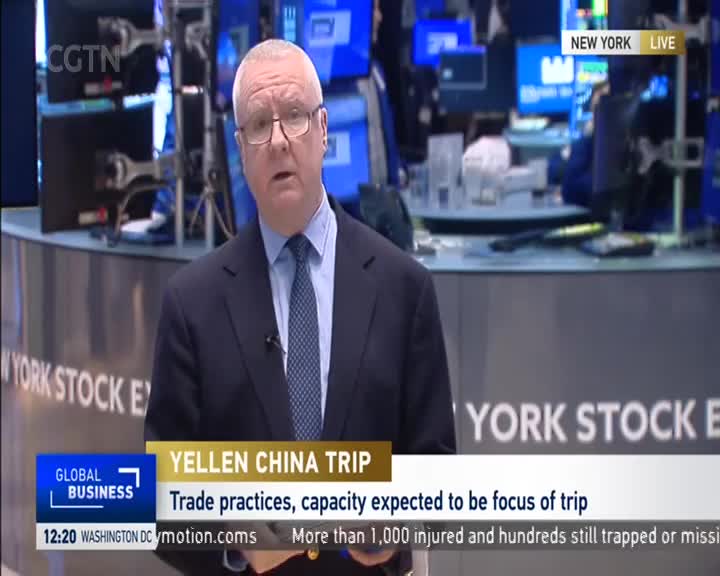 CGTN
NEW YORK LIVE
W YORK STOCK E
YORK STOCK E
YELLEN CHINA TRIP
GLOBAL
BUSINESS
Trade practices, capacity expected to be focus of trip
12:20 WASHINGTON DC
ymotion.coms More than 1,000 injured and hundreds still trapped or missi